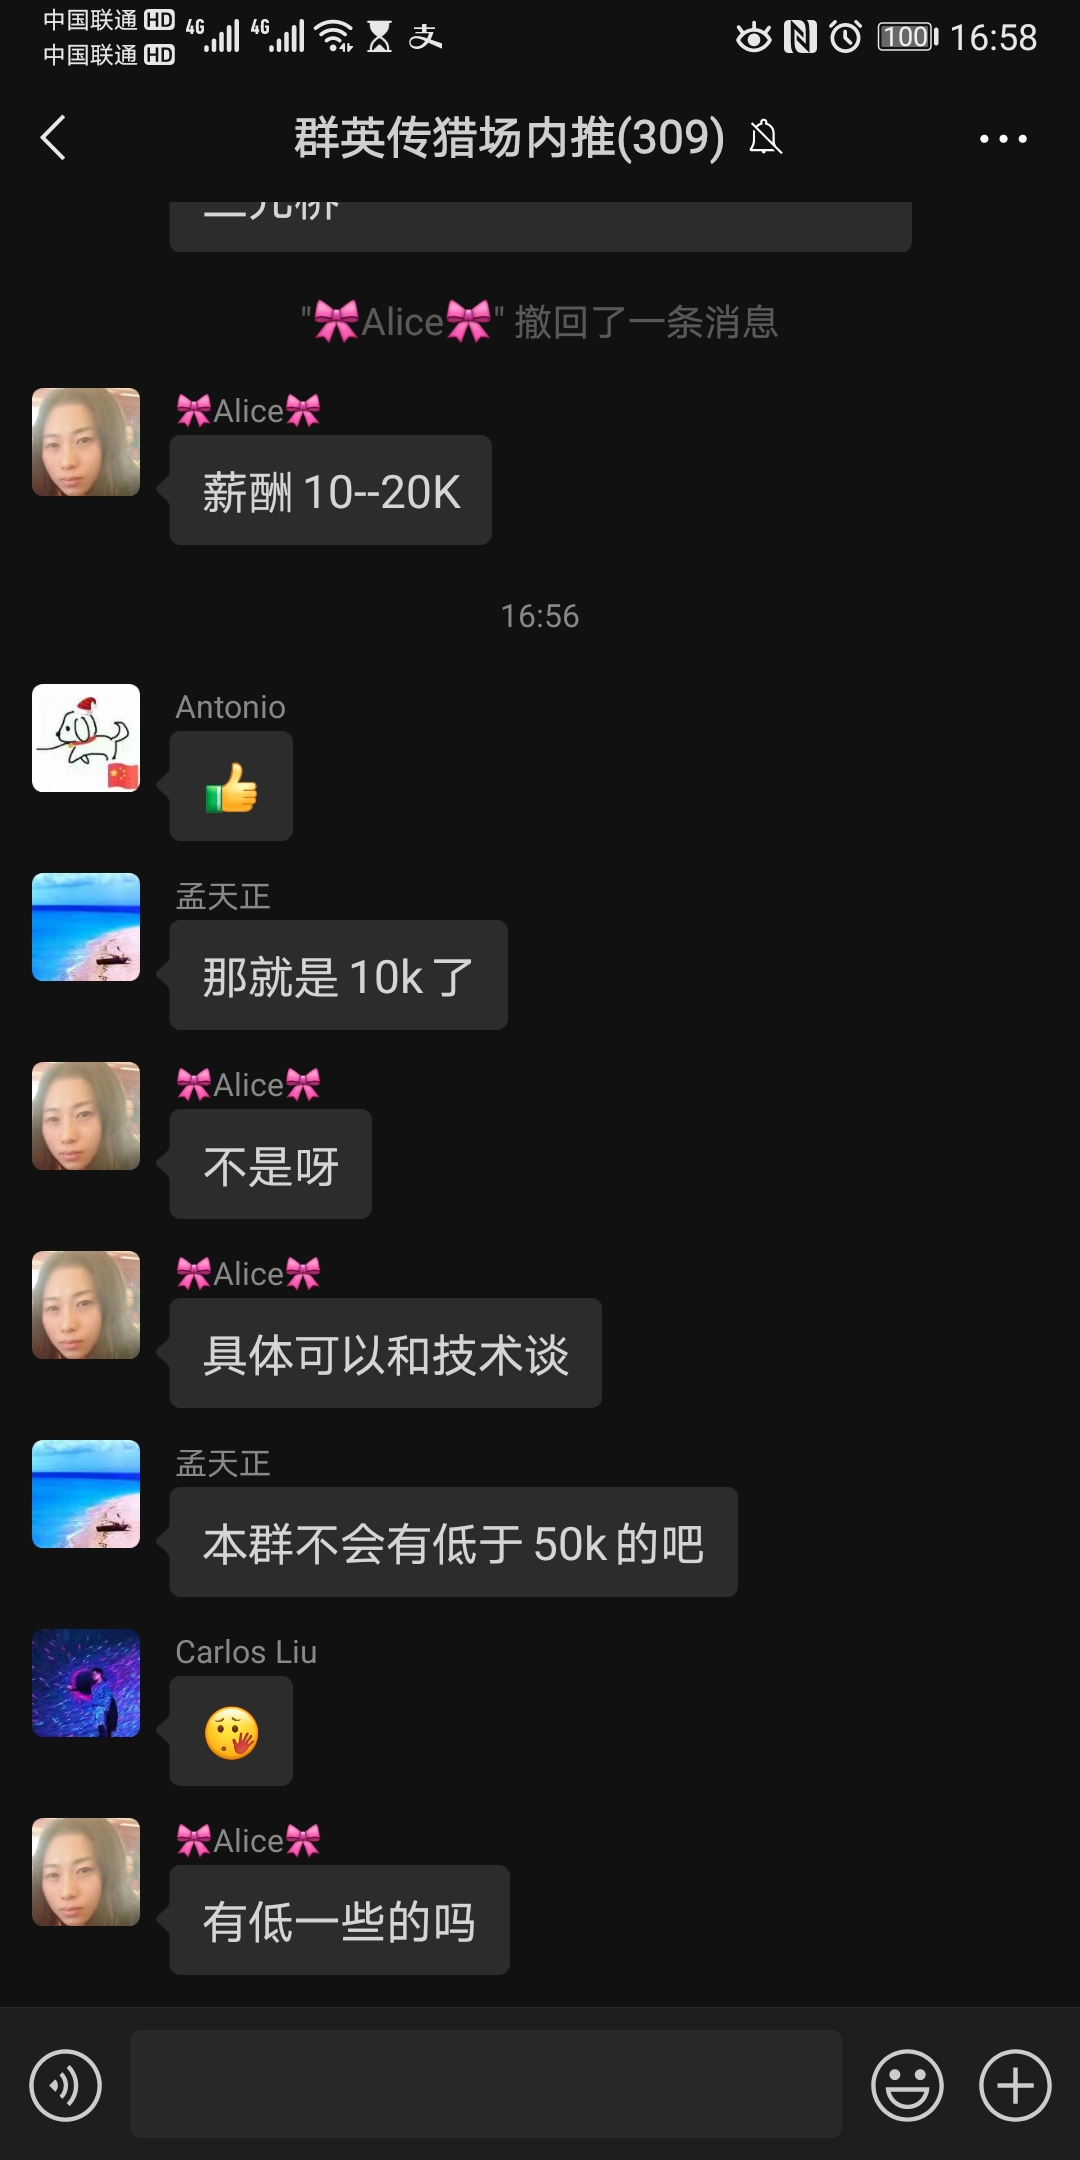 中国联通 HD 4G 4G 100 16:58
中国联通 HD
群英传猎场内推(309)
"🎀Alice🎀" 撤回了一条消息
🎀Alice🎀
薪酬 10--20K
16:56
Antonio
👍
孟天正
那就是 10k 了
🎀Alice🎀
不是呀
🎀Alice🎀
具体可以和技术谈
孟天正
本群不会有低于 50k 的吧
Carlos Liu
🎀Alice🎀
有低一些的吗